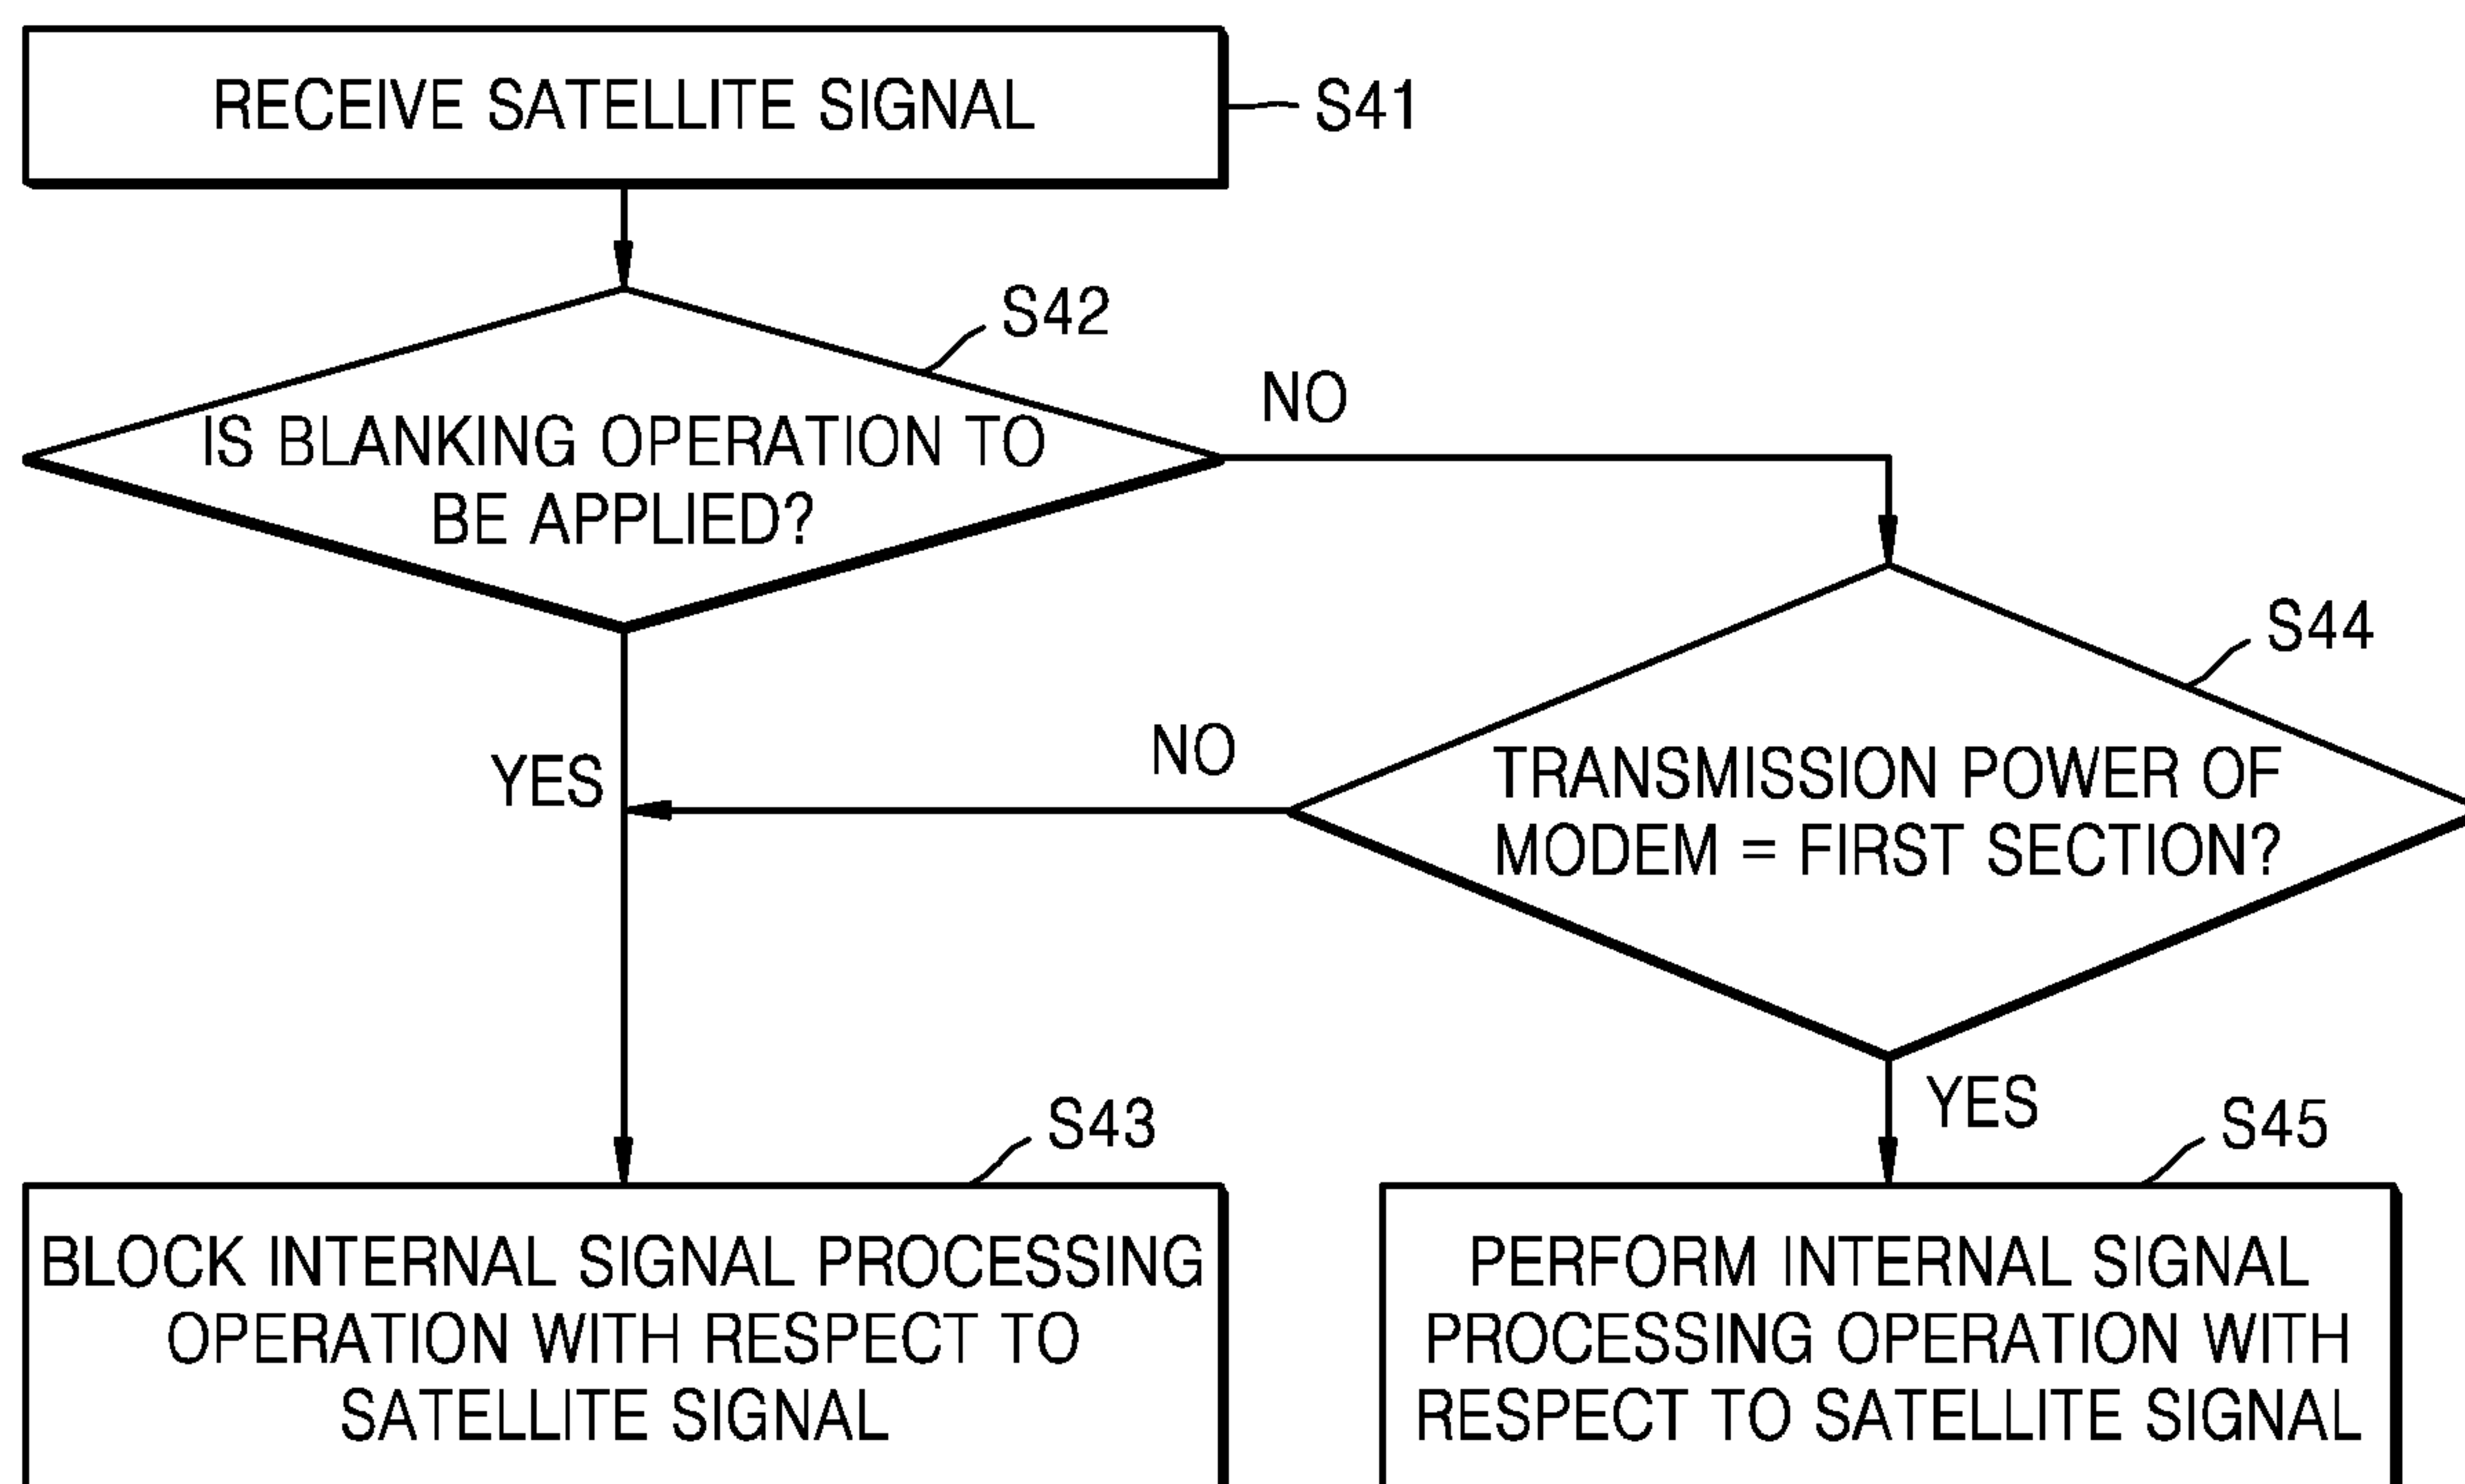 RECEIVE SATELLITE SIGNAL
S41
S42
IS BLANKING OPERATION TO
BE APPLIED?
NO
S44
TRANSMISSION POWER OF
MODEM = FIRST SECTION?
NO
YES
YES
S43
BLOCK INTERNAL SIGNAL PROCESSING
OPERATION WITH RESPECT TO
SATELLITE SIGNAL
S45
PERFORM INTERNAL SIGNAL
PROCESSING OPERATION WITH
RESPECT TO SATELLITE SIGNAL